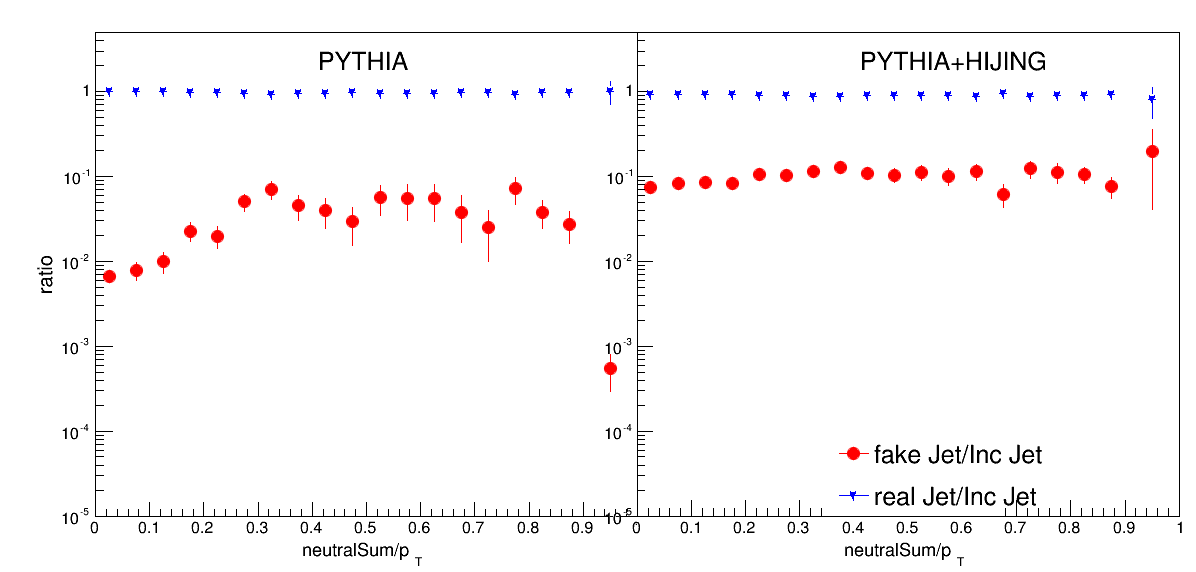 PYTHIA
PYTHIA+HIJING
ratio
1
10⁻¹
10⁻²
10⁻³
10⁻⁴
10⁻⁵
1
10⁻¹
10⁻²
10⁻³
10⁻⁴
10⁻⁵
fake Jet/Inc Jet
real Jet/Inc Jet
0 0.1 0.2 0.3 0.4 0.5 0.6 0.7 0.8 0.9
0 0.1 0.2 0.3 0.4 0.5 0.6 0.7 0.8 0.9 1
neutralSum/p_T
neutralSum/p_T